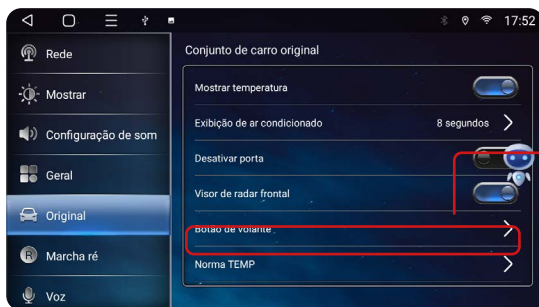 17:52
Rede
Mostrar
Configuração de som
Geral
Original
R Marcha ré
Voz
Conjunto de carro original
Mostrar temperatura
Exibição de ar condicionado 8 segundos
Desativar porta
Visor de radar frontal
Botão de volante
Norma TEMP